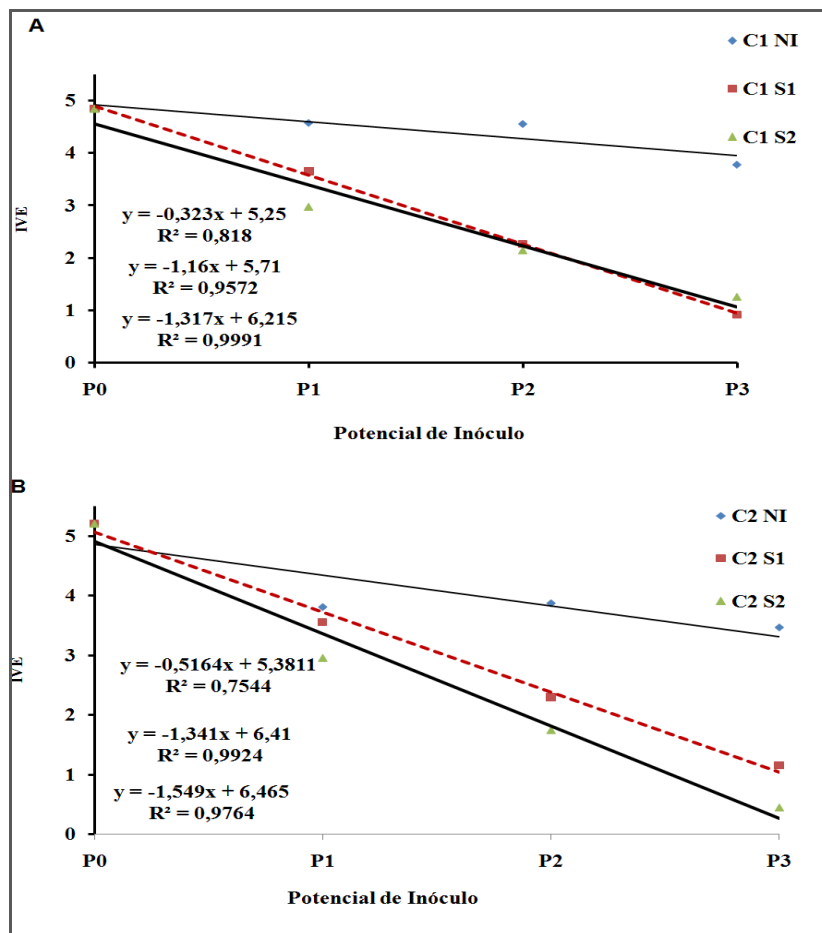 A
C1 NI
C1 S1
C1 S2
5
4
3
2
1
0
IVE
y = -0,323x + 5,25
R² = 0,818
y = -1,16x + 5,71
R² = 0,9572
y = -1,317x + 6,215
R² = 0,9991
P0 P1 P2 P3
Potencial de Inóculo
B
C2 NI
C2 S1
C2 S2
5
4
3
2
1
0
IVE
y = -0,5164x + 5,3811
R² = 0,7544
y = -1,341x + 6,41
R² = 0,9924
y = -1,549x + 6,465
R² = 0,9764
P0 P1 P2 P3
Potencial de Inóculo